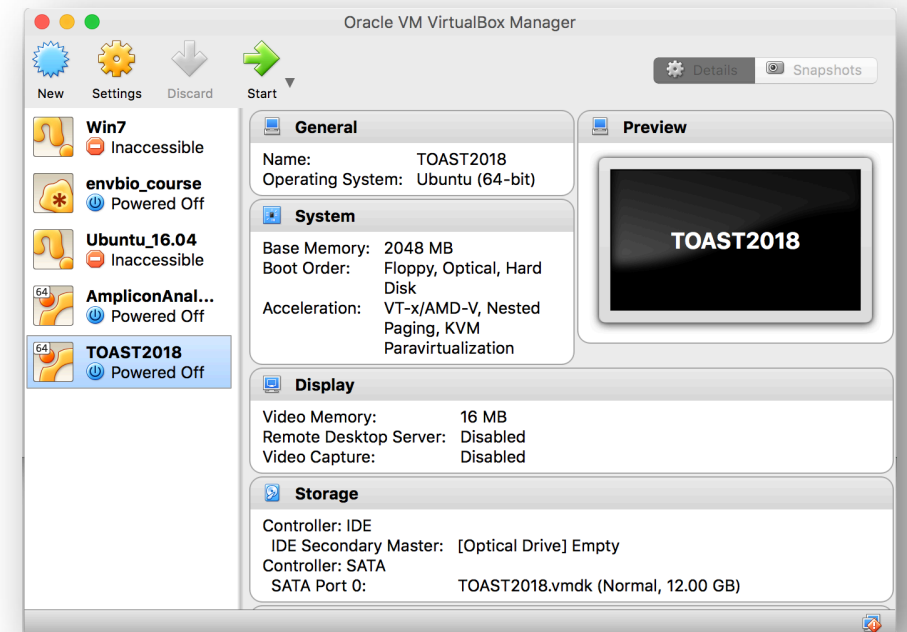 Oracle VM VirtualBox Manager
New
Settings
Discard
Start
Details
Snapshots
Win7
Inaccessible
envbio_course
Powered Off
Ubuntu_16.04
Inaccessible
64
AmpliconAnal...
Powered Off
64
TOAST2018
Powered Off
General
Name: TOAST2018
Operating System: Ubuntu (64-bit)
System
Base Memory: 2048 MB
Boot Order: Floppy, Optical, Hard
Disk
Acceleration: VT-x/AMD-V, Nested
Paging, KVM
Paravirtualization
Preview
TOAST2018
Display
Video Memory: 16 MB
Remote Desktop Server: Disabled
Video Capture: Disabled
Storage
Controller: IDE
IDE Secondary Master: [Optical Drive] Empty
Controller: SATA
SATA Port 0: TOAST2018.vmdk (Normal, 12.00 GB)